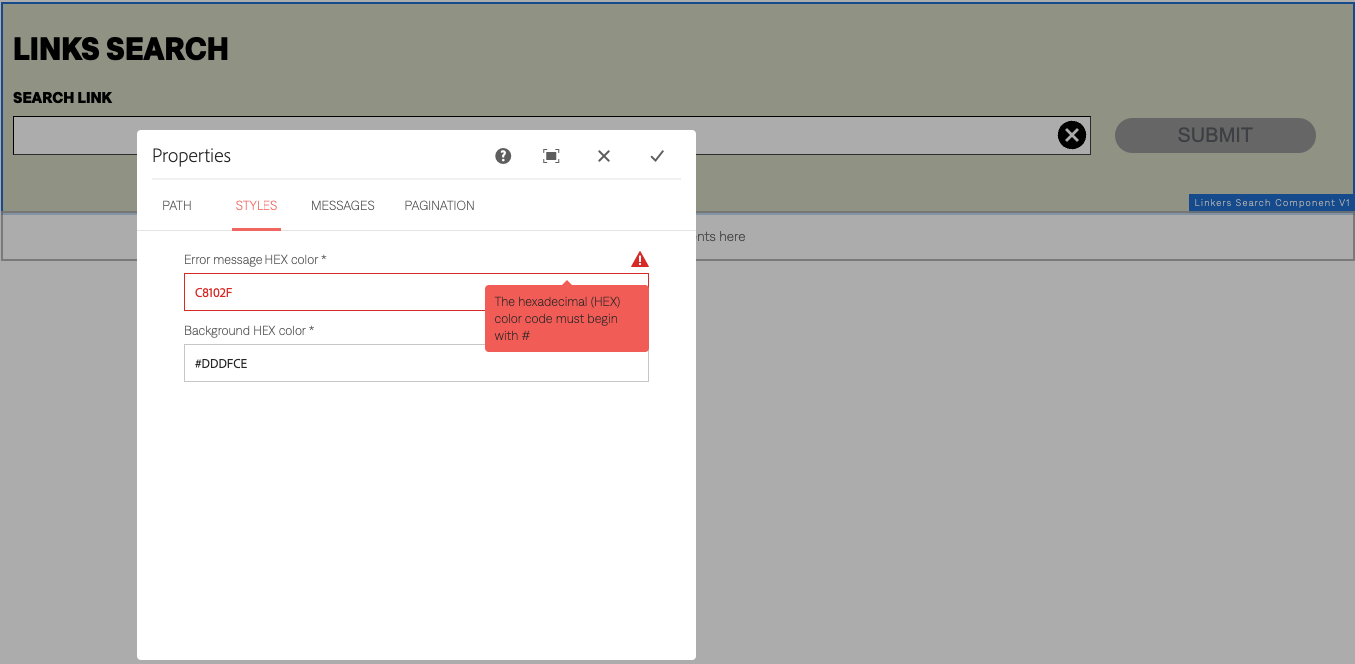 LINKS SEARCH
SEARCH LINK
SUBMIT
Linkers Search Component V1
nts here
Properties
PATH STYLES MESSAGES PAGINATION
Error message HEX color *
C8102F
The hexadecimal (HEX)
color code must begin
with #
Background HEX color *
#DDDFCE